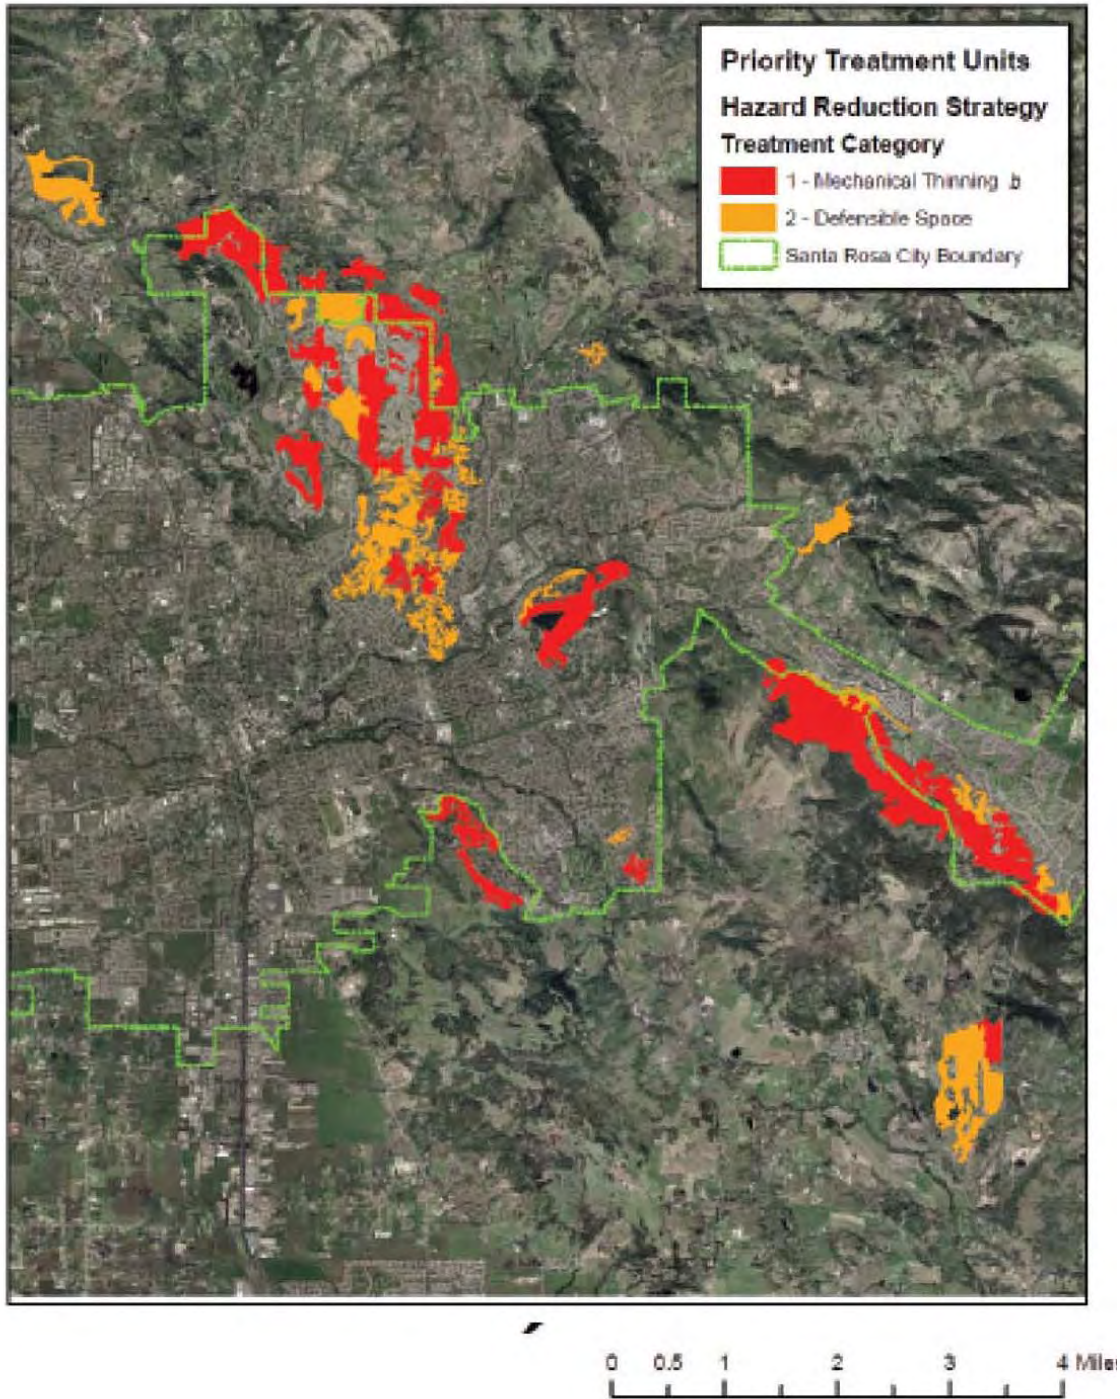 Priority Treatment Units
Hazard Reduction Strategy
Treatment Category
1 - Mechanical Thinning b
2 - Defensible Space
Santa Rosa City Boundary
0 0.5 1 2 3 4 Miles